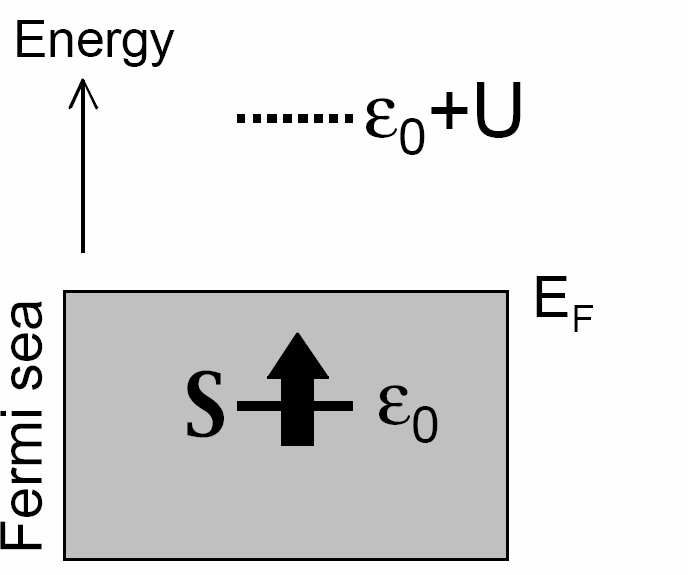 Energy
ε0+U
EF
Fermi sea
S
ε0